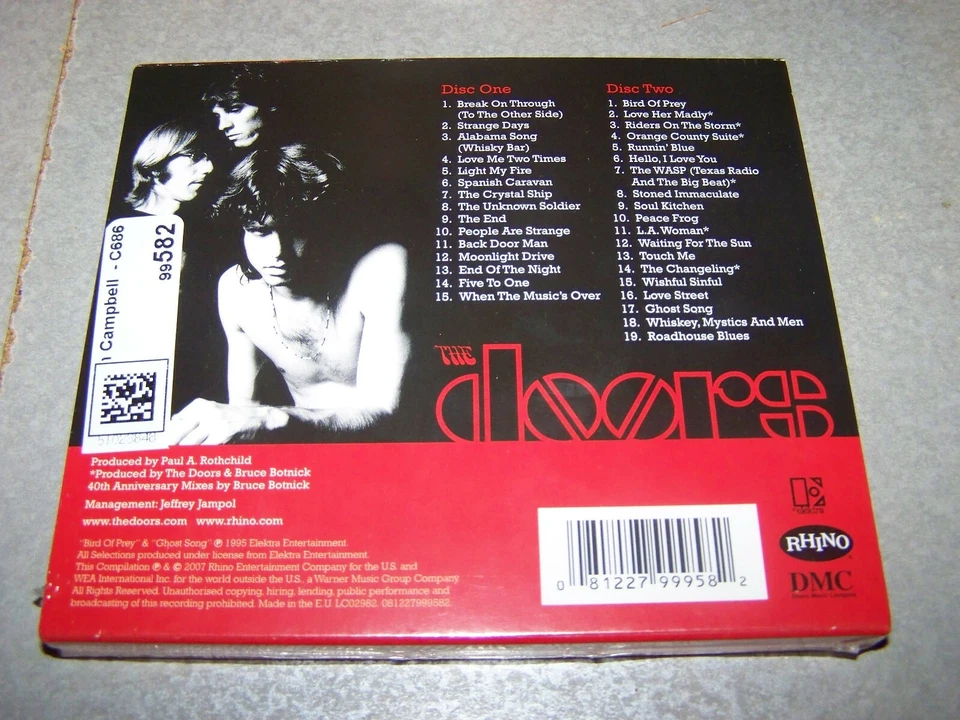 Disc One
1. Break On Through
(To The Other Side)
2. Strange Days
3. Alabama Song
(Whisky Bar)
4. Love Me Two Times
5. Light My Fire
6. Spanish Caravan
7. The Crystal Ship
8. The Unknown Soldier
9. The End
10. People Are Strange
11. Back Door Man
12. Moonlight Drive
13. End Of The Night
14. Five To One
15. When The Music's Over
Disc Two
1. Bird Of Prey
2. Love Her Madly*
3. Riders On The Storm*
4. Orange County Suite*
5. Runnin' Blue
6. Hello, I Love You
7. The WASP (Texas Radio
And The Big Beat)*
8. Stoned Immaculate
9. Soul Kitchen
10. Peace Frog
11. L.A. Woman*
12. Waiting For The Sun
13. Touch Me
14. The Changeling*
15. Wishful Sinful
16. Love Street
17. Ghost Song
18. Whiskey, Mystics And Men
19. Roadhouse Blues
THE
doors
Campbell - C686
99582
Produced by Paul A. Rothchild
*Produced by The Doors & Bruce Botnick
40th Anniversary Mixes by Bruce Botnick
Management: Jeffrey Jampol
www.thedoors.com www.rhino.com
"Bird Of Prey" & "Ghost Song" ℗ 1995 Elektra Entertainment.
All Selections produced under license from Elektra Entertainment.
This Compilation ℗ & © 2007 Rhino Entertainment Company for the U.S. and
WEA International Inc. for the world outside the U.S., a Warner Music Group Company.
All Rights Reserved. Unauthorised copying, hiring, lending, public performance and
broadcasting of this recording prohibited. Made in the E.U. LC02982. 081227999582.
0 81227 99958 2
elektra
RHINO
DMC